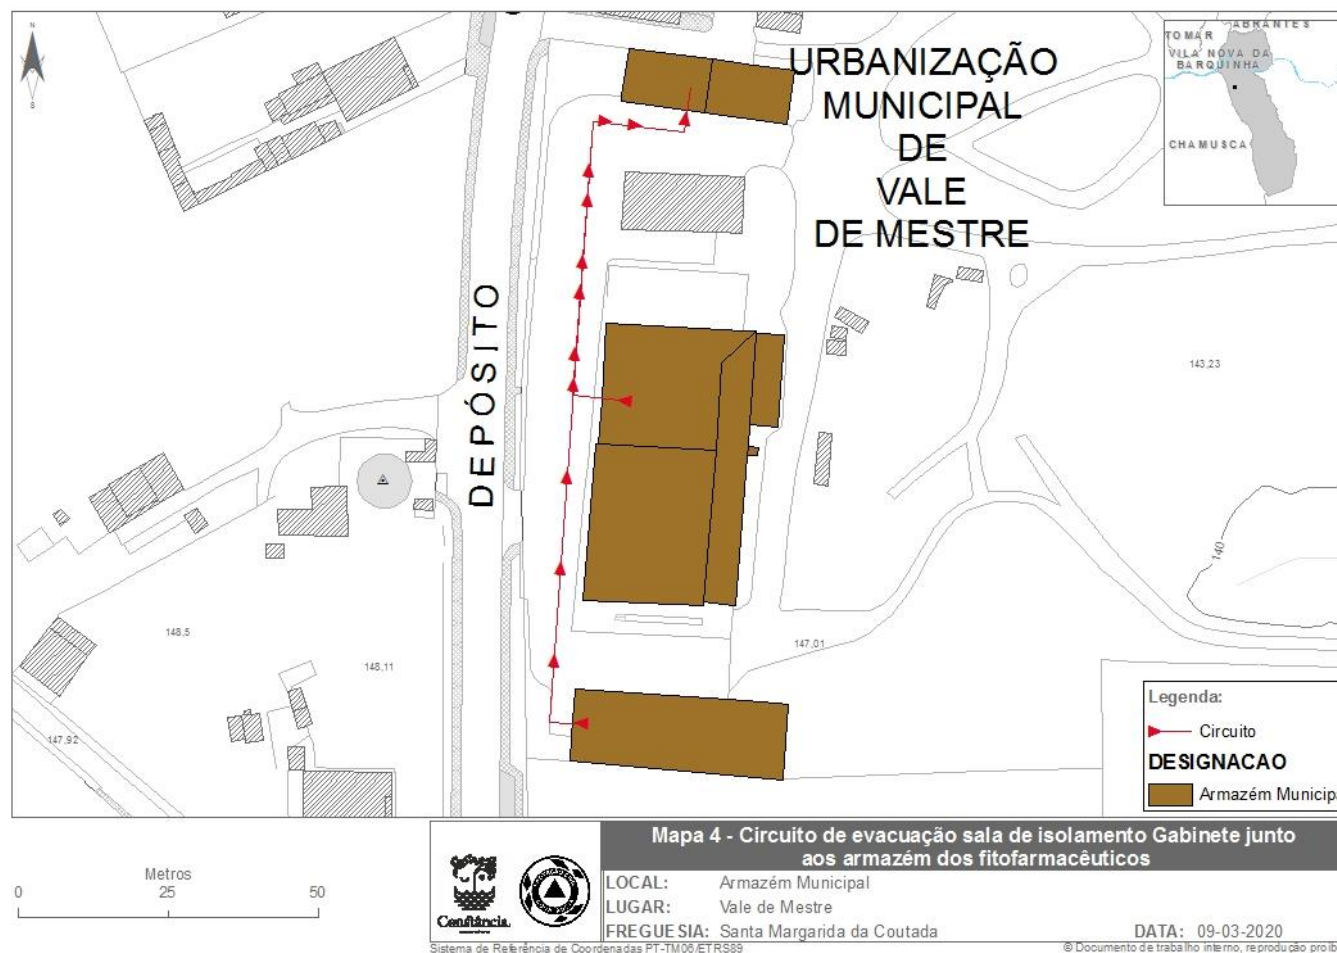 N
S
URBANIZAÇÃO
MUNICIPAL
DE
VALE
DE MESTRE
ABRANTES
TOMAR
VILA NOVA DA
BARQUINHA
CHAMUSCA
DEPÓSITO
143,23
140
148,5
148,11
147,01
147,92
Legenda:
Circuito
DESIGNACAO
Armazém Municipa
Metros
0 25 50
Constância
Mapa 4 - Circuito de evacuação sala de isolamento Gabinete junto
aos armazém dos fitofarmacêuticos
LOCAL: Armazém Municipal
LUGAR: Vale de Mestre
FREGUESIA: Santa Margarida da Coutada
DATA: 09-03-2020
Sistema de Referência de Coordenadas PT-TM06/ETRS89
© Documento de trabalho interno, reprodução proib